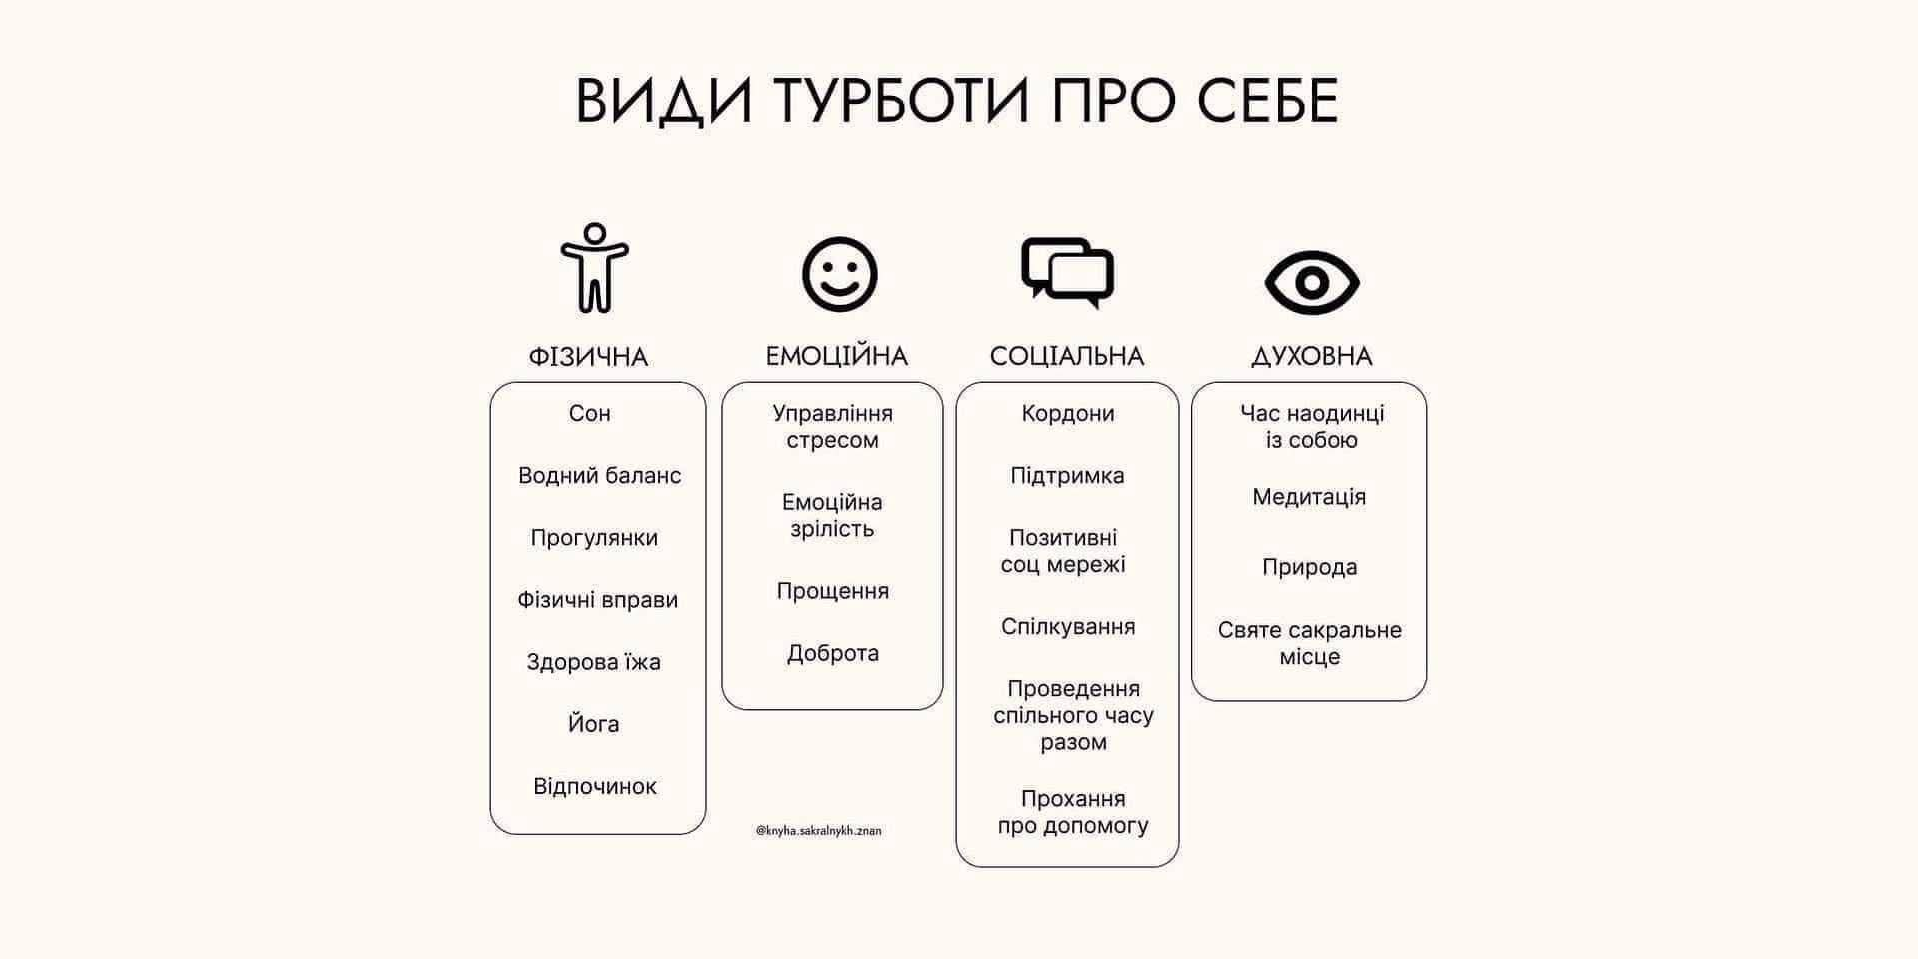 ВИДИ ТУРБОТИ ПРО СЕБЕ
ФІЗИЧНА
Сон
Водний баланс
Прогулянки
Фізичні вправи
Здорова їжа
Йога
Відпочинок
ЕМОЦІЙНА
Управління
стресом
Емоційна
зрілість
Прощення
Доброта
СОЦІАЛЬНА
Кордони
Підтримка
Позитивні
соц мережі
Спілкування
Проведення
спільного часу
разом
Прохання
про допомогу
ДУХОВНА
Час наодинці
із собою
Медитація
Природа
Святе сакральне
місце
@knyha.sakralnykh.znan